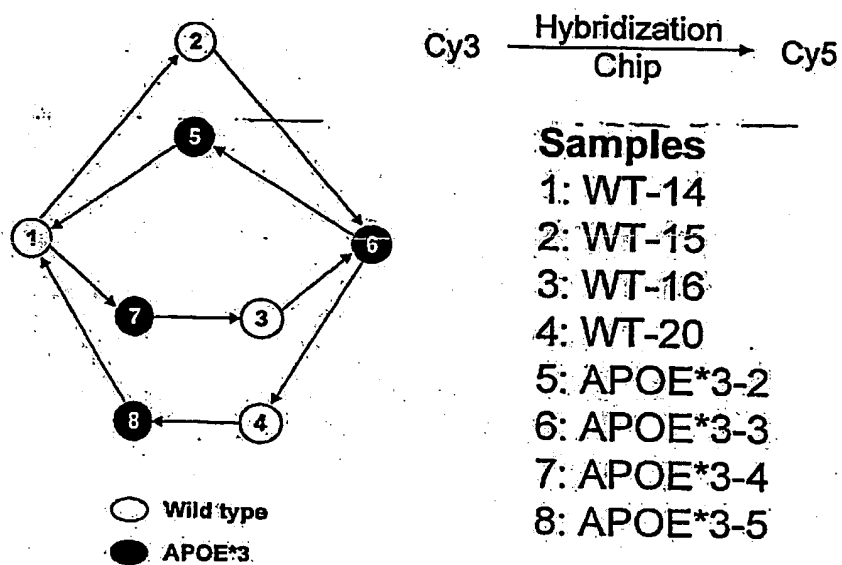 2
5
1
6
7
3
8
4
Wild type
APOE*3
Cy3 Hybridization Cy5
Chip
Samples
1: WT-14
2: WT-15
3: WT-16
4: WT-20
5: APOE*3-2
6: APOE*3-3
7: APOE*3-4
8: APOE*3-5